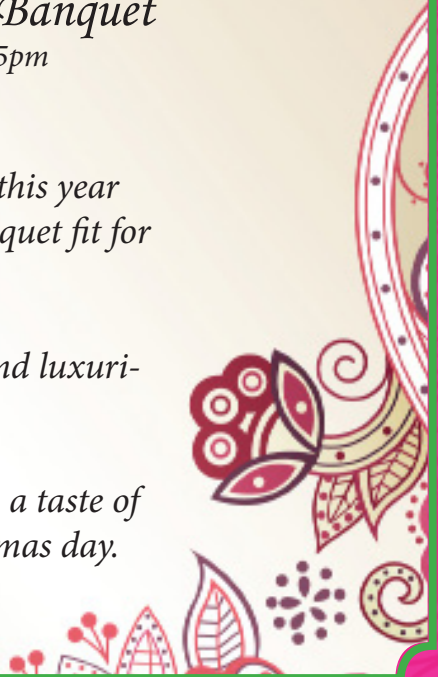 Banquet
5pm
this year
quet fit for
nd luxuri-
a taste of
mas day.